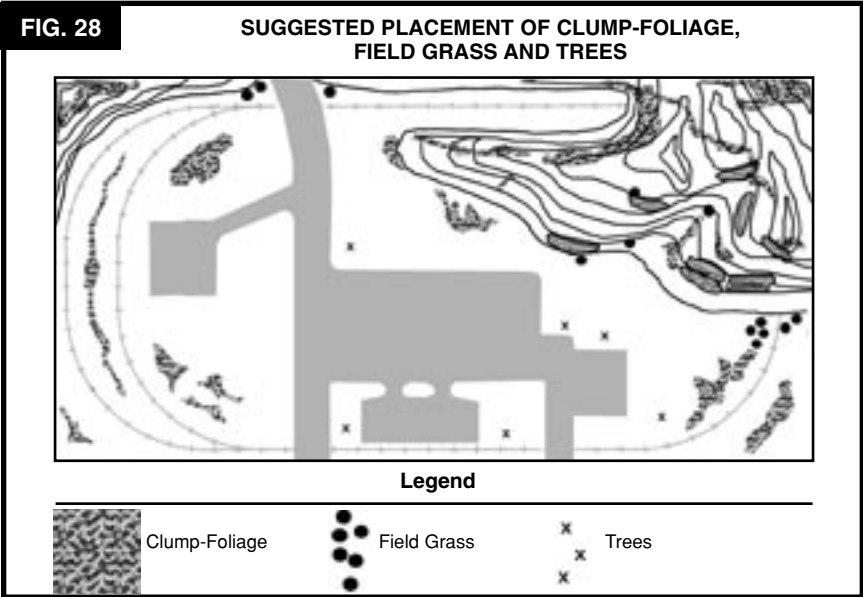 FIG. 28
SUGGESTED PLACEMENT OF CLUMP-FOLIAGE,
FIELD GRASS AND TREES
Legend
Clump-Foliage
Field Grass
Trees